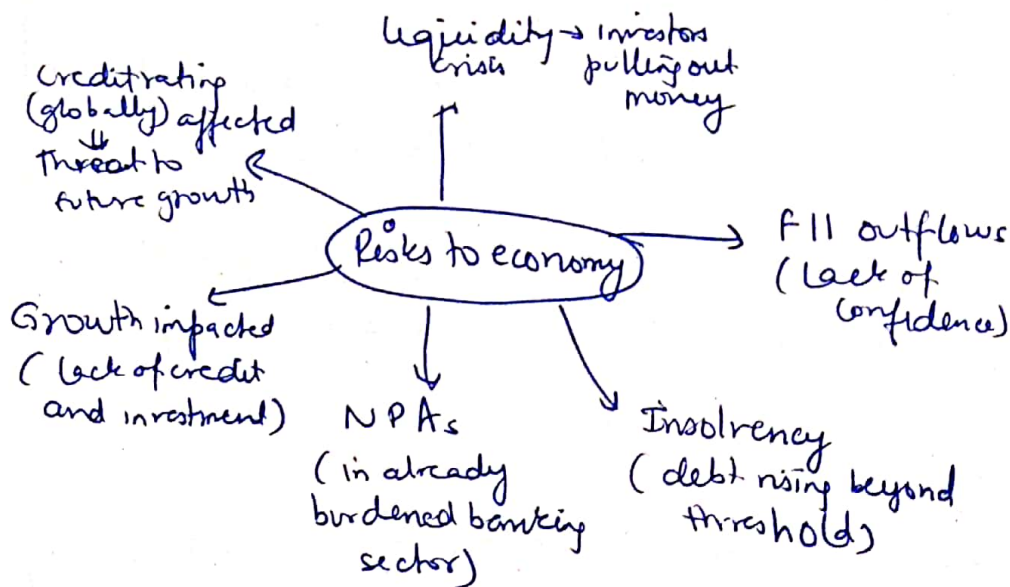 liquidity → investors
crisis pulling out
money
Creditrating
(globally) affected
⇓
Threat to
future growth
Risks to economy
FII outflows
(Lack of
confidence)
Growth impacted
(lack of credit
and investment)
NPAs
(in already
burdened banking
sector)
Insolvency
(debt rising beyond
threshold)